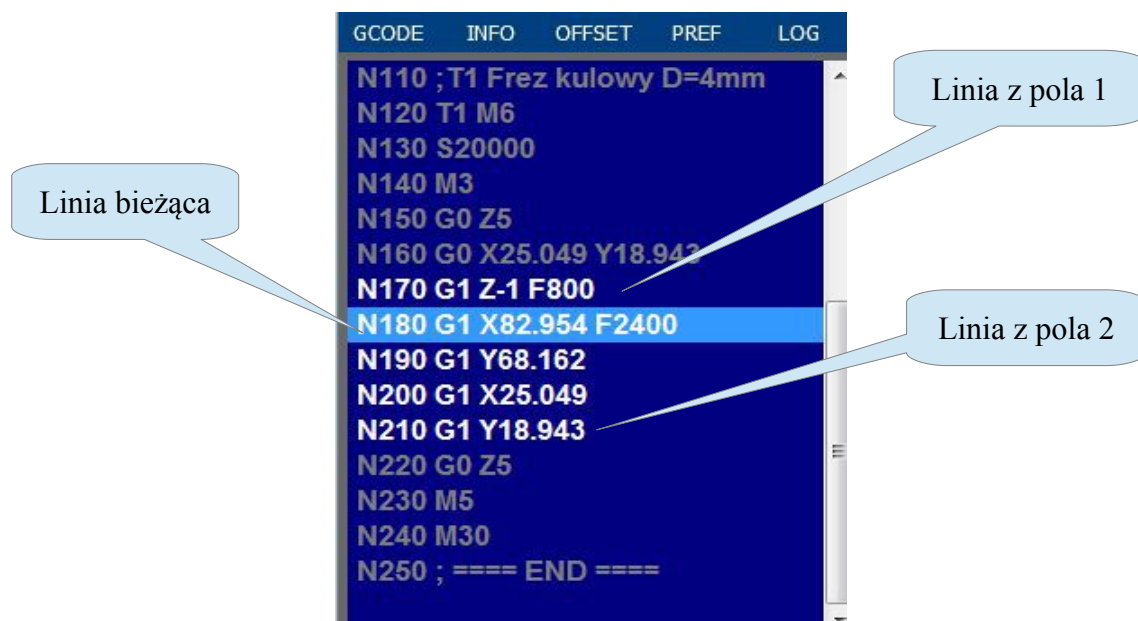 GCODE INFO OFFSET PREF LOG
N110 ;T1 Frez kulowy D=4mm
Linia z pola 1
N120 T1 M6
N130 S20000
N140 M3
Linia bieżąca
N150 G0 Z5
N160 G0 X25.049 Y18.943
N170 G1 Z-1 F800
N180 G1 X82.954 F2400
Linia z pola 2
N190 G1 Y68.162
N200 G1 X25.049
N210 G1 Y18.943
N220 G0 Z5
N230 M5
N240 M30
N250 ; ==== END ====